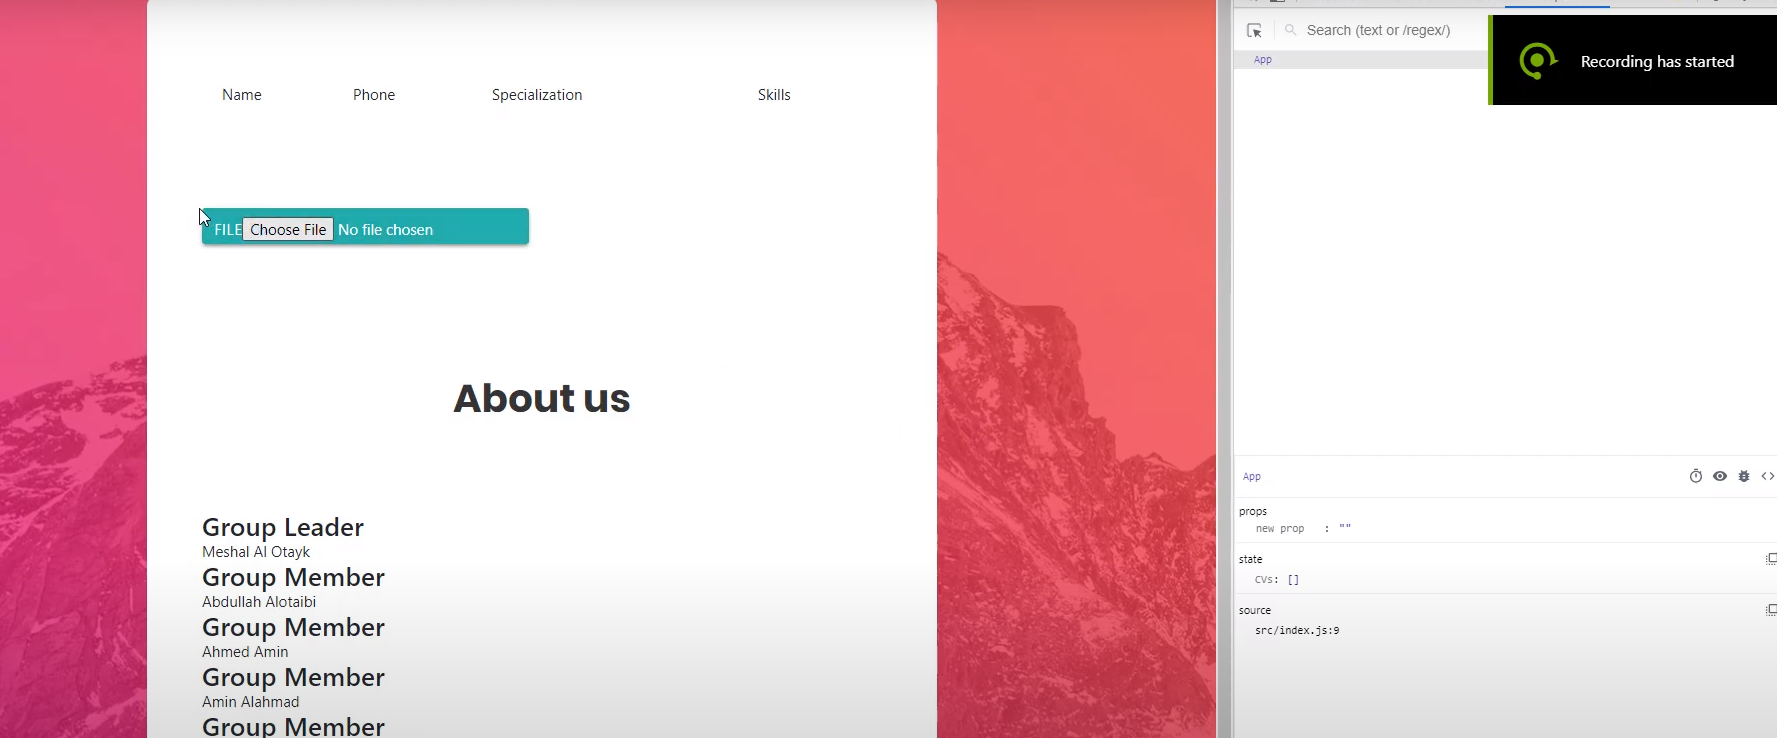 Name Phone Specialization Skills
FILE Choose File No file chosen
About us
Group Leader
Meshal Al Otayk
Group Member
Abdullah Alotaibi
Group Member
Ahmed Amin
Group Member
Amin Alahmad
Group Member
Search (text or /regex/)
App
Recording has started
App
props
new prop : ""
state
CVs: []
source
src/index.js:9